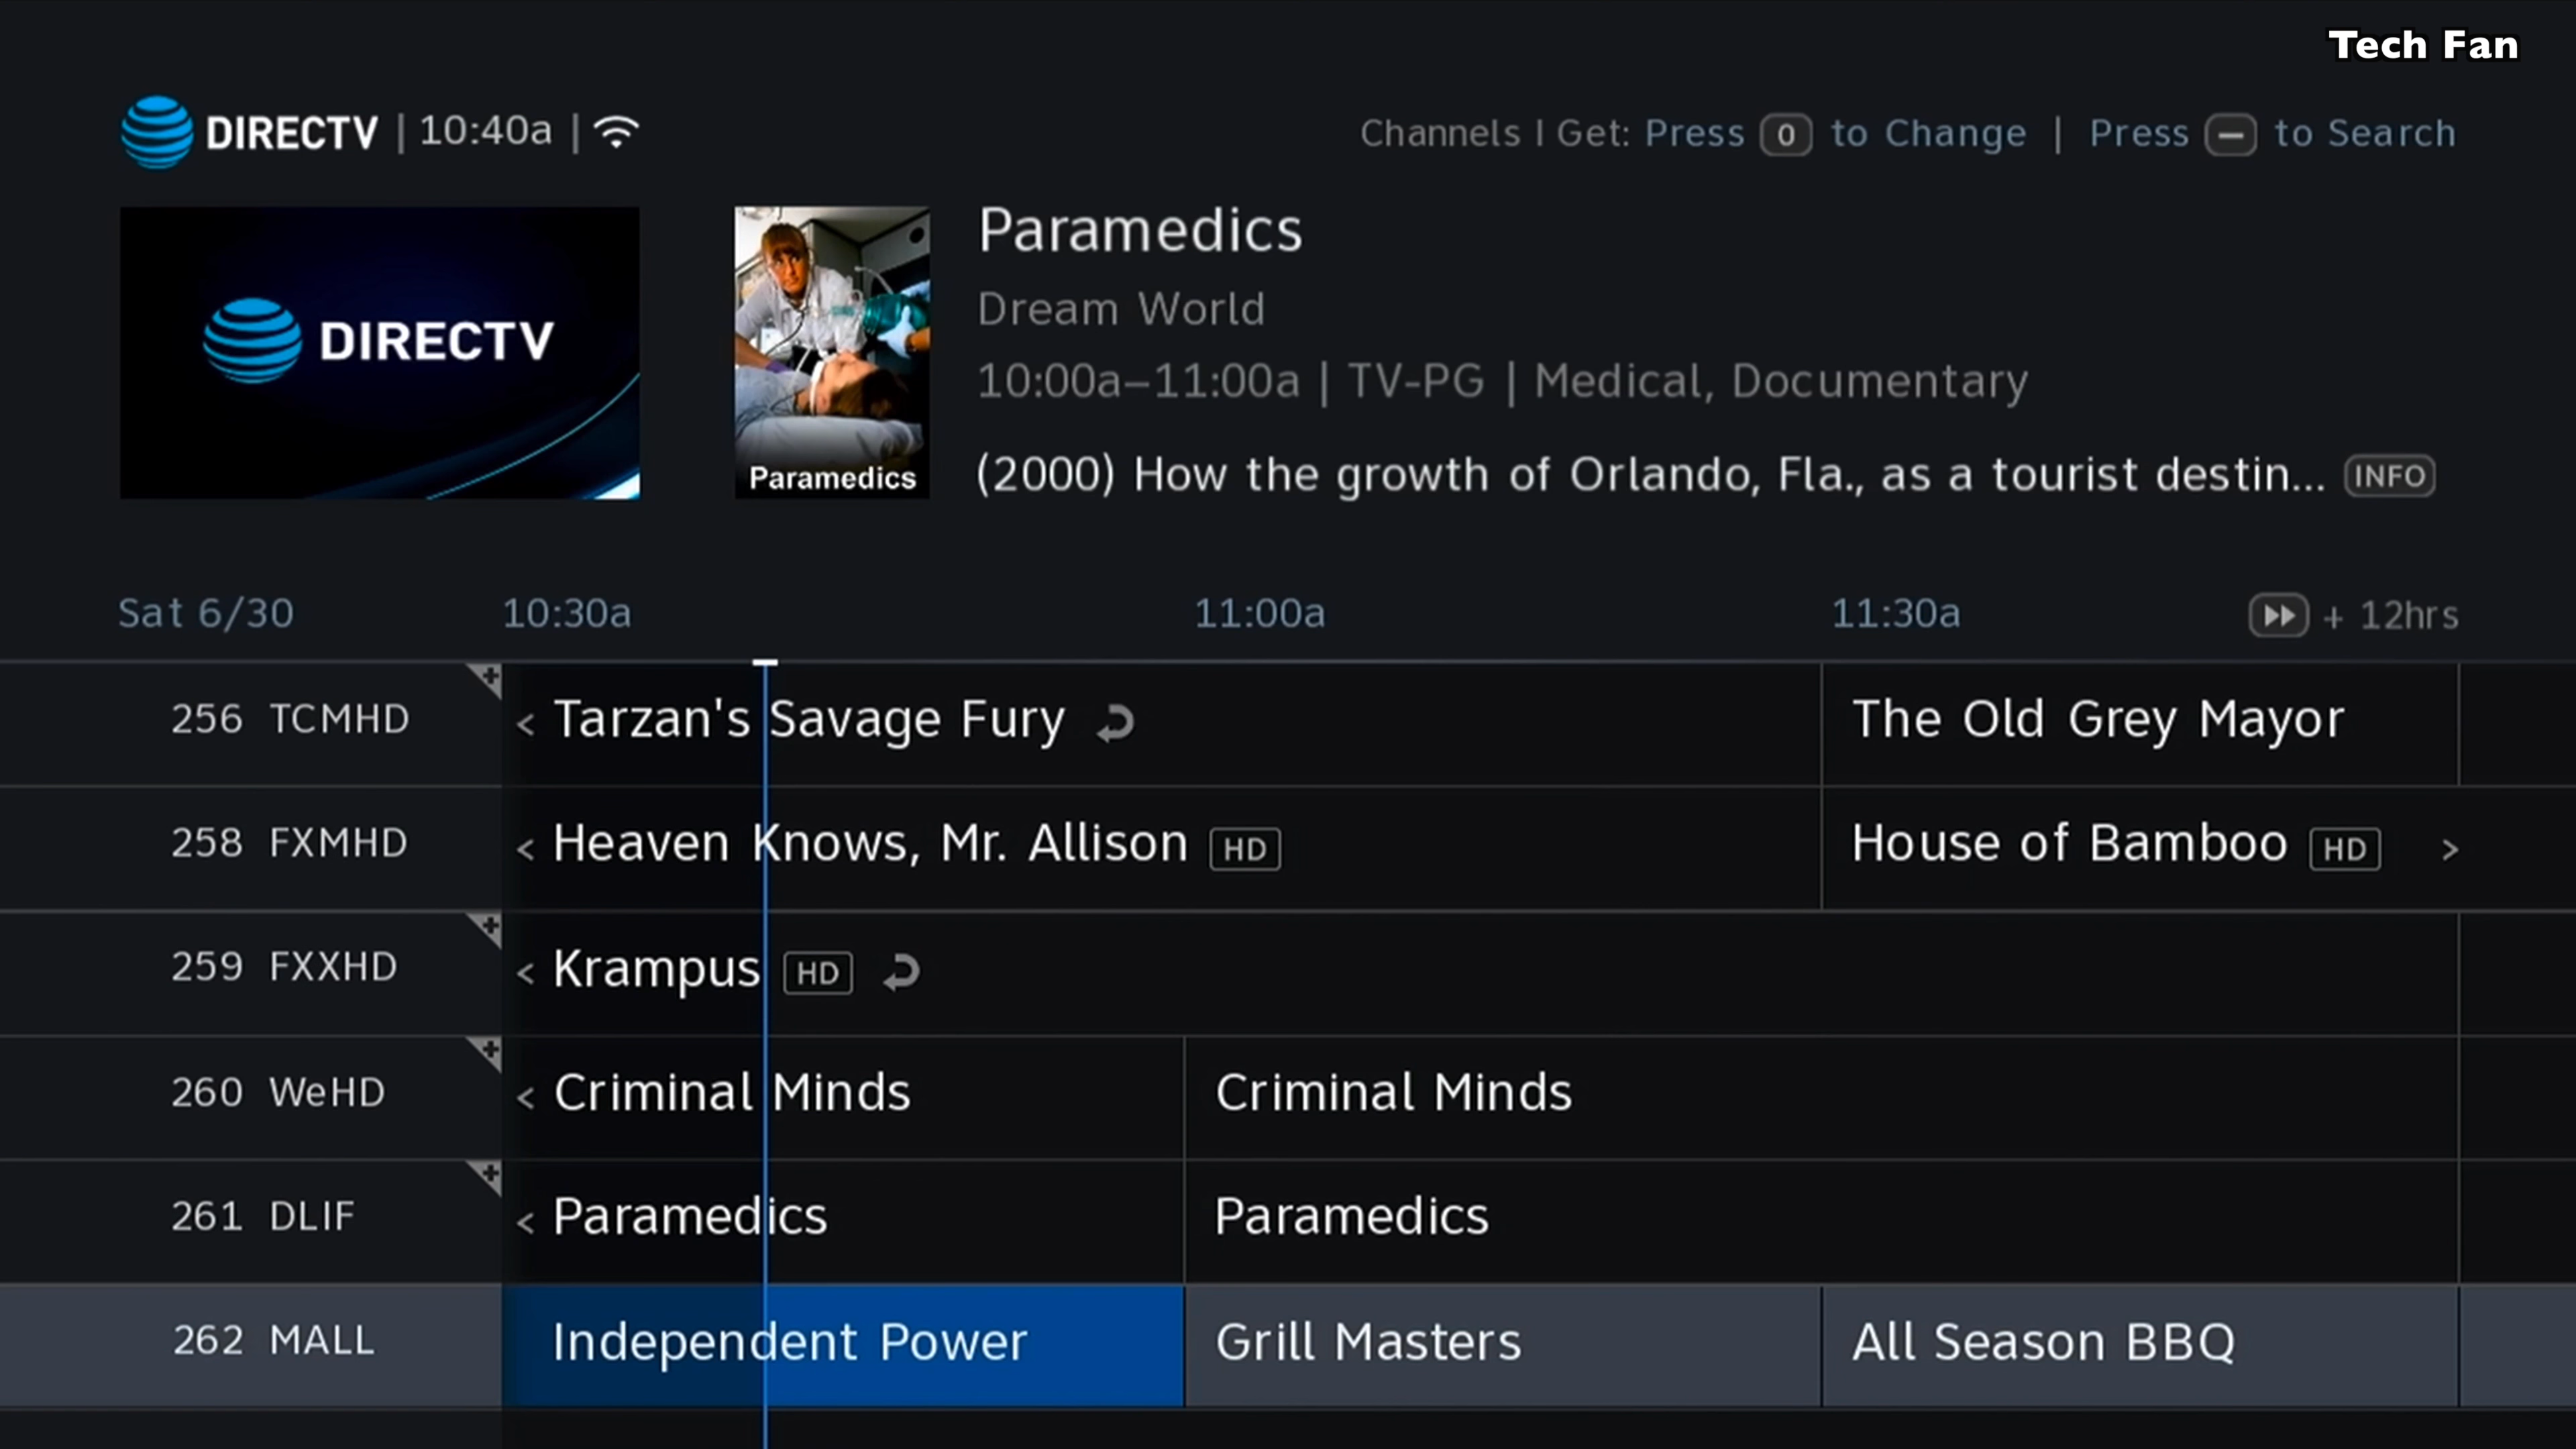 Tech Fan
DIRECTV | 10:40a |
Channels I Get: Press 0 to Change | Press – to Search
DIRECTV
Paramedics
Paramedics
Dream World
10:00a–11:00a | TV-PG | Medical, Documentary
(2000) How the growth of Orlando, Fla., as a tourist destin... INFO
Sat 6/30 10:30a 11:00a 11:30a + 12hrs
256 TCMHD < Tarzan's Savage Fury The Old Grey Mayor
258 FXMHD < Heaven Knows, Mr. Allison HD House of Bamboo HD >
259 FXXHD < Krampus HD
260 WeHD < Criminal Minds Criminal Minds
261 DLIF < Paramedics Paramedics
262 MALL Independent Power Grill Masters All Season BBQ